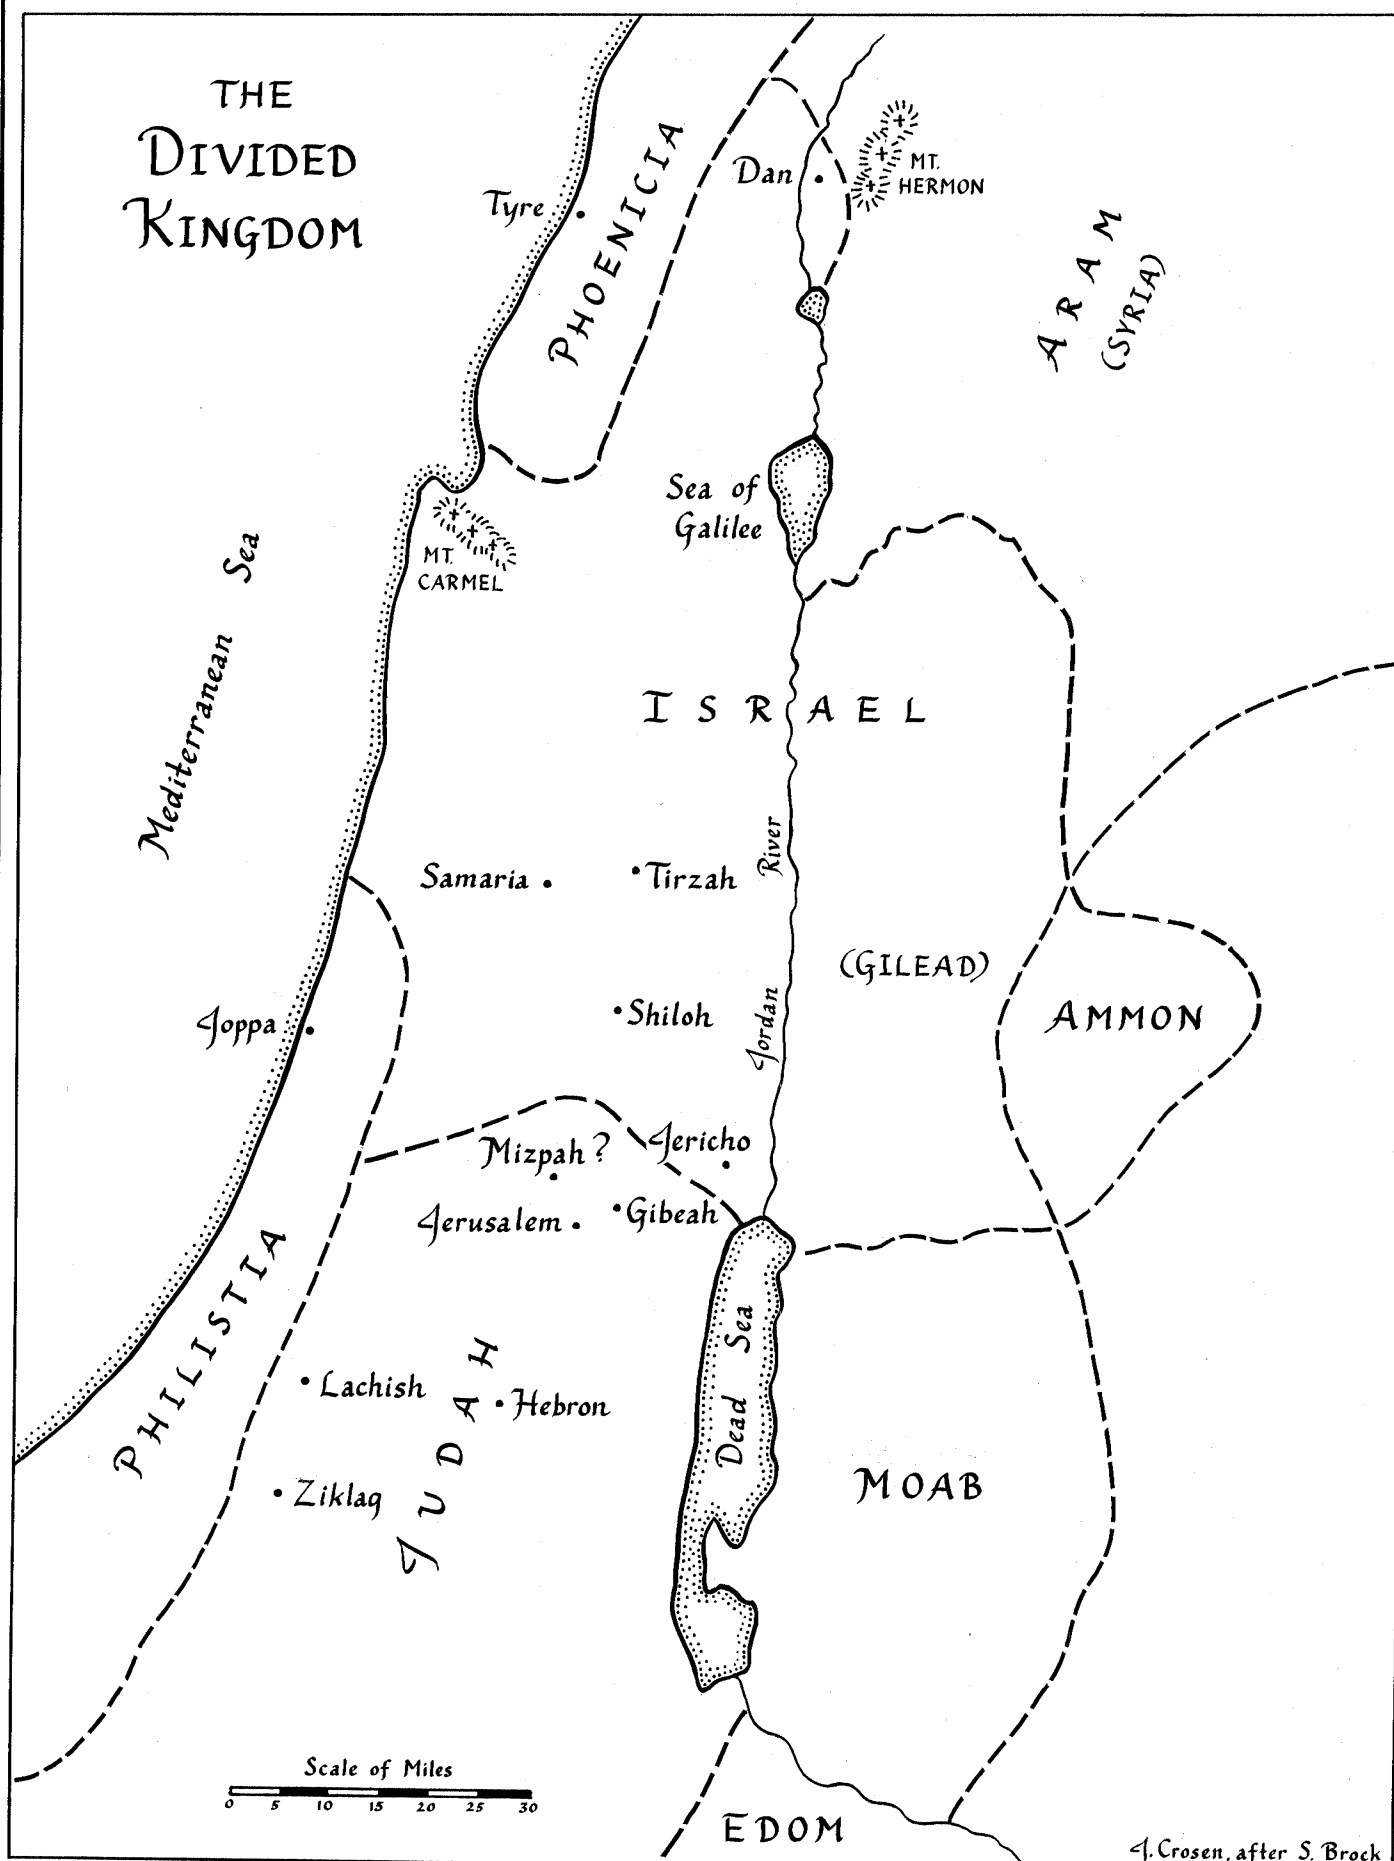 THE
DIVIDED
KINGDOM
Tyre
PHOENICIA
Dan
MT.
HERMON
ARAM
(SYRIA)
Sea of
Galilee
MT.
CARMEL
Mediterranean Sea
ISRAEL
Samaria
Tirzah
Jordan River
(GILEAD)
Joppa
Shiloh
AMMON
Mizpah?
Jericho
Jerusalem
Gibeah
PHILISTIA
Dead Sea
Lachish
JUDAH
Hebron
Ziklag
MOAB
Scale of Miles
0 5 10 15 20 25 30
EDOM
J. Crosen, after S. Brock